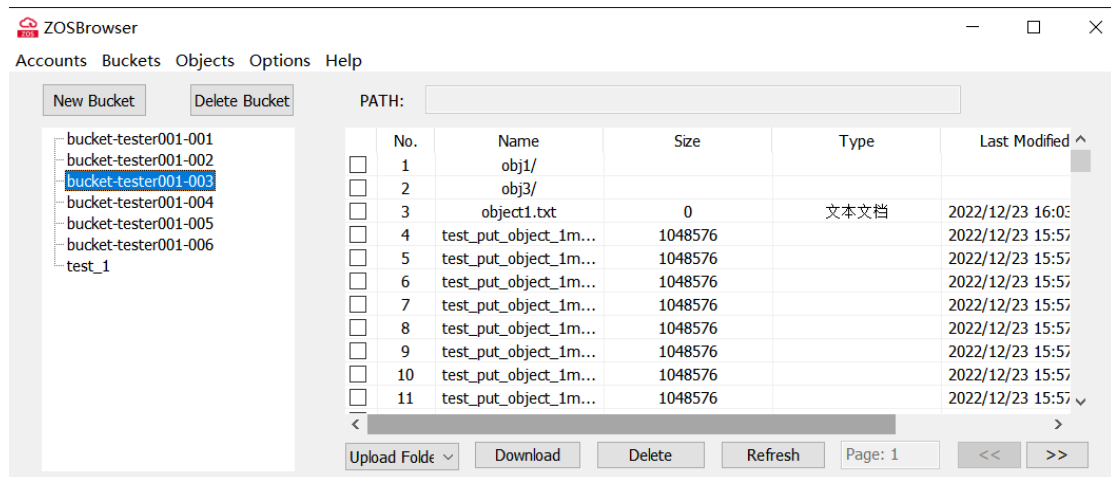 ZOS ZOSBrowser
Accounts Buckets Objects Options Help
New Bucket Delete Bucket PATH:
bucket-tester001-001
bucket-tester001-002
bucket-tester001-003
bucket-tester001-004
bucket-tester001-005
bucket-tester001-006
test_1
No. Name Size Type Last Modified
1 obj1/
2 obj3/
3 object1.txt 0 文本文档 2022/12/23 16:03
4 test_put_object_1m... 1048576 2022/12/23 15:57
5 test_put_object_1m... 1048576 2022/12/23 15:57
6 test_put_object_1m... 1048576 2022/12/23 15:57
7 test_put_object_1m... 1048576 2022/12/23 15:57
8 test_put_object_1m... 1048576 2022/12/23 15:57
9 test_put_object_1m... 1048576 2022/12/23 15:57
10 test_put_object_1m... 1048576 2022/12/23 15:57
11 test_put_object_1m... 1048576 2022/12/23 15:57
Upload Folde Download Delete Refresh Page: 1 << >>